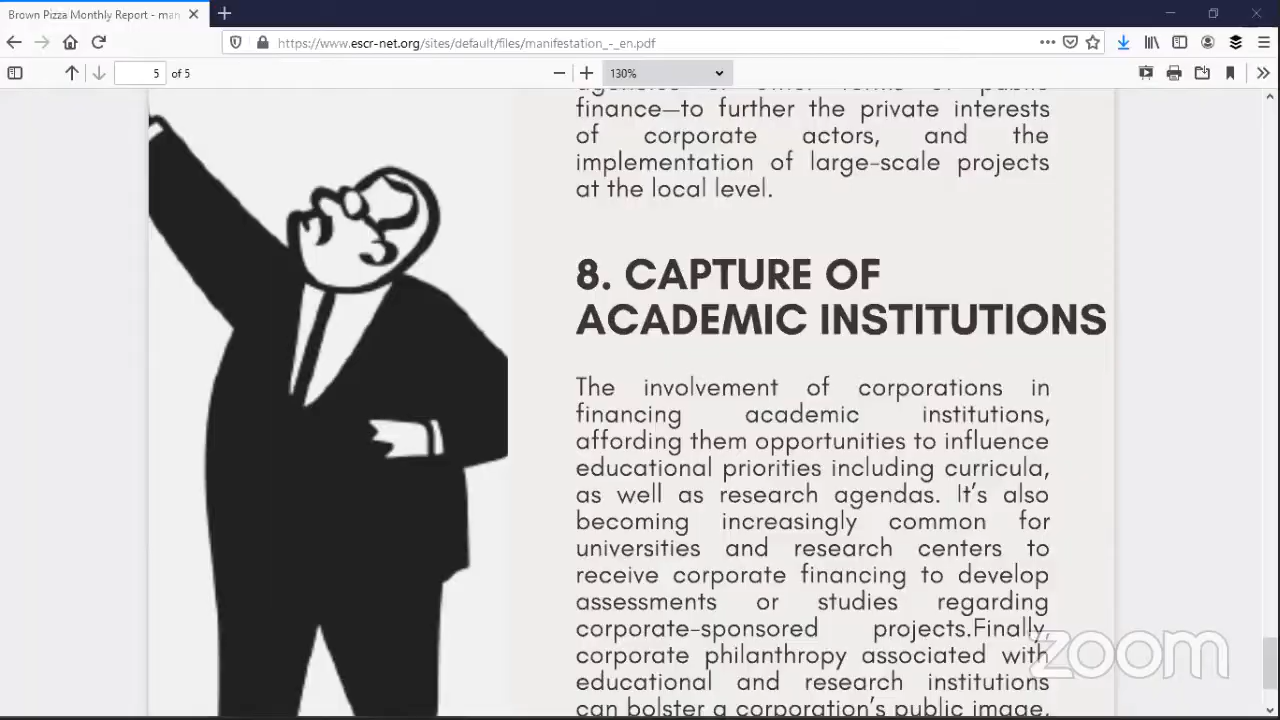 Brown Pizza Monthly Report - man
https://www.escr-net.org/sites/default/files/manifestation_-_en.pdf
5 of 5
130%
finance—to further the private interests
of corporate actors, and the
implementation of large-scale projects
at the local level.
8. CAPTURE OF
ACADEMIC INSTITUTIONS
The involvement of corporations in
financing academic institutions,
affording them opportunities to influence
educational priorities including curricula,
as well as research agendas. It's also
becoming increasingly common for
universities and research centers to
receive corporate financing to develop
assessments or studies regarding
corporate-sponsored projects.Finally,
corporate philanthropy associated with
educational and research institutions
can bolster a corporation's public image,
zoom